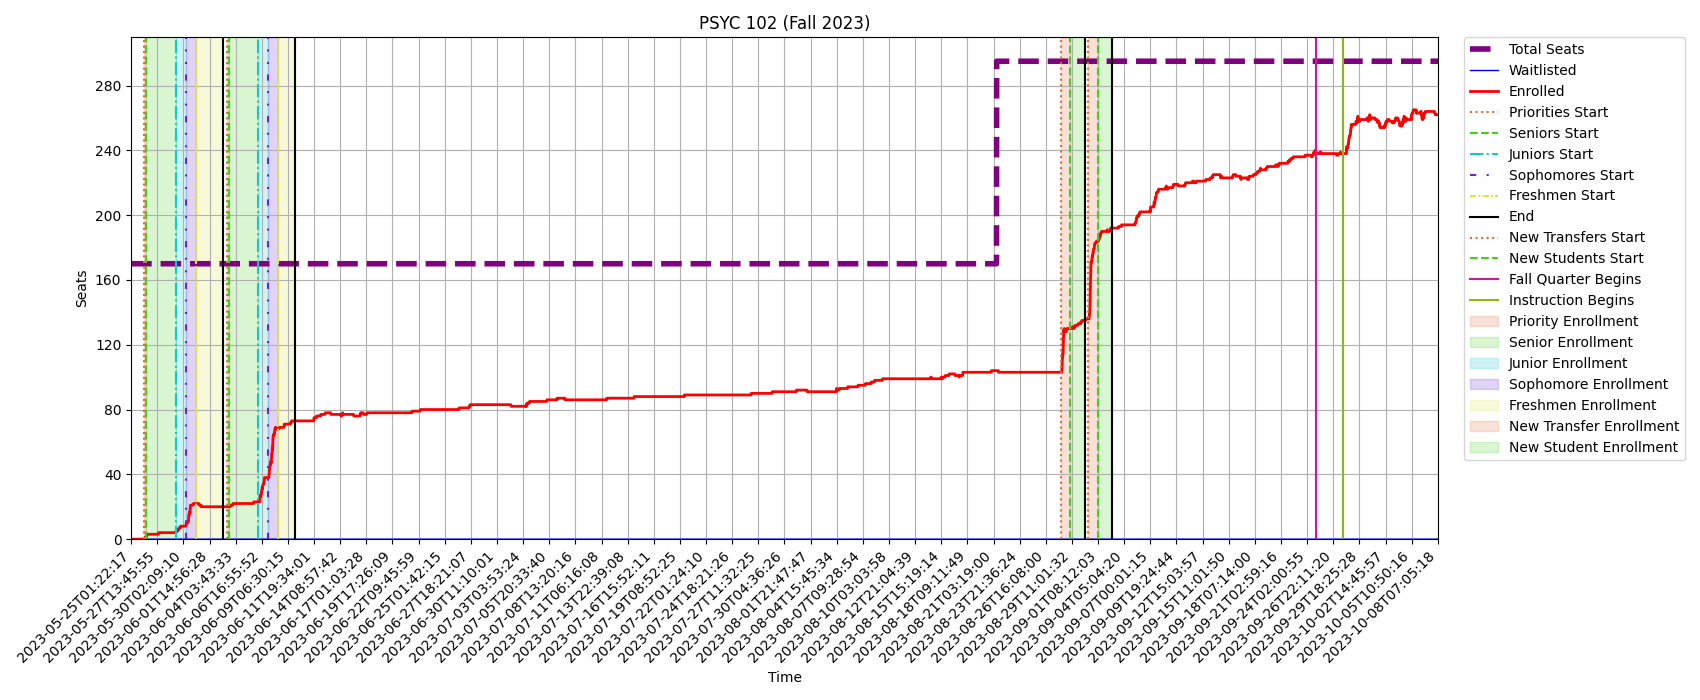 PSYC 102 (Fall 2023)
Seats
280
240
200
160
120
80
40
0
2023-05-25T01:22:17
2023-05-27T13:45:55
2023-05-30T02:09:10
2023-06-01T14:56:28
2023-06-04T03:43:33
2023-06-06T16:55:52
2023-06-09T06:30:15
2023-06-11T19:34:01
2023-06-14T08:57:42
2023-06-17T01:03:28
2023-06-19T17:26:09
2023-06-22T09:45:59
2023-06-25T01:42:15
2023-06-27T18:21:07
2023-06-30T11:10:01
2023-07-03T03:53:24
2023-07-05T20:33:40
2023-07-08T13:20:16
2023-07-11T06:16:08
2023-07-13T22:39:08
2023-07-16T15:52:11
2023-07-19T08:52:25
2023-07-22T01:24:10
2023-07-24T18:21:26
2023-07-27T11:32:25
2023-07-30T04:36:26
2023-08-01T21:47:47
2023-08-04T15:45:34
2023-08-07T09:28:54
2023-08-10T03:03:58
2023-08-12T21:04:39
2023-08-15T15:19:14
2023-08-18T09:11:49
2023-08-21T03:19:00
2023-08-23T21:36:24
2023-08-26T16:08:00
2023-08-29T11:01:32
2023-09-01T08:12:03
2023-09-04T05:04:20
2023-09-07T00:01:15
2023-09-09T19:24:44
2023-09-12T15:03:57
2023-09-15T11:01:50
2023-09-18T07:14:00
2023-09-21T02:59:16
2023-09-24T02:00:55
2023-09-26T22:11:20
2023-09-29T18:25:28
2023-10-02T14:45:57
2023-10-05T10:50:16
2023-10-08T07:05:18
Time
Total Seats
Waitlisted
Enrolled
Priorities Start
Seniors Start
Juniors Start
Sophomores Start
Freshmen Start
End
New Transfers Start
New Students Start
Fall Quarter Begins
Instruction Begins
Priority Enrollment
Senior Enrollment
Junior Enrollment
Sophomore Enrollment
Freshmen Enrollment
New Transfer Enrollment
New Student Enrollment